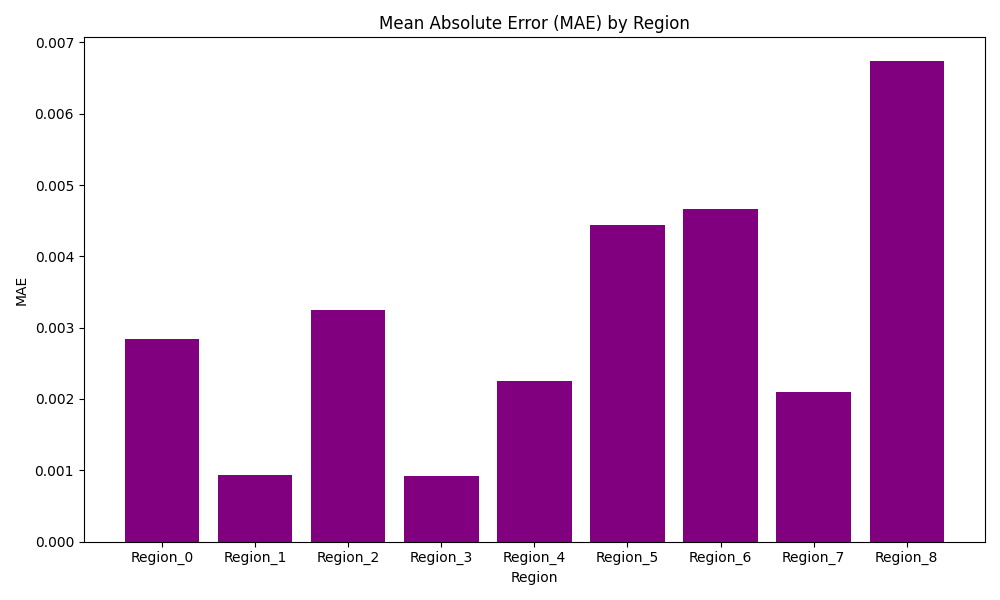 Mean Absolute Error (MAE) by Region
0.007
0.006
0.005
0.004
0.003
0.002
0.001
0.000
MAE
Region_0 Region_1 Region_2 Region_3 Region_4 Region_5 Region_6 Region_7 Region_8
Region